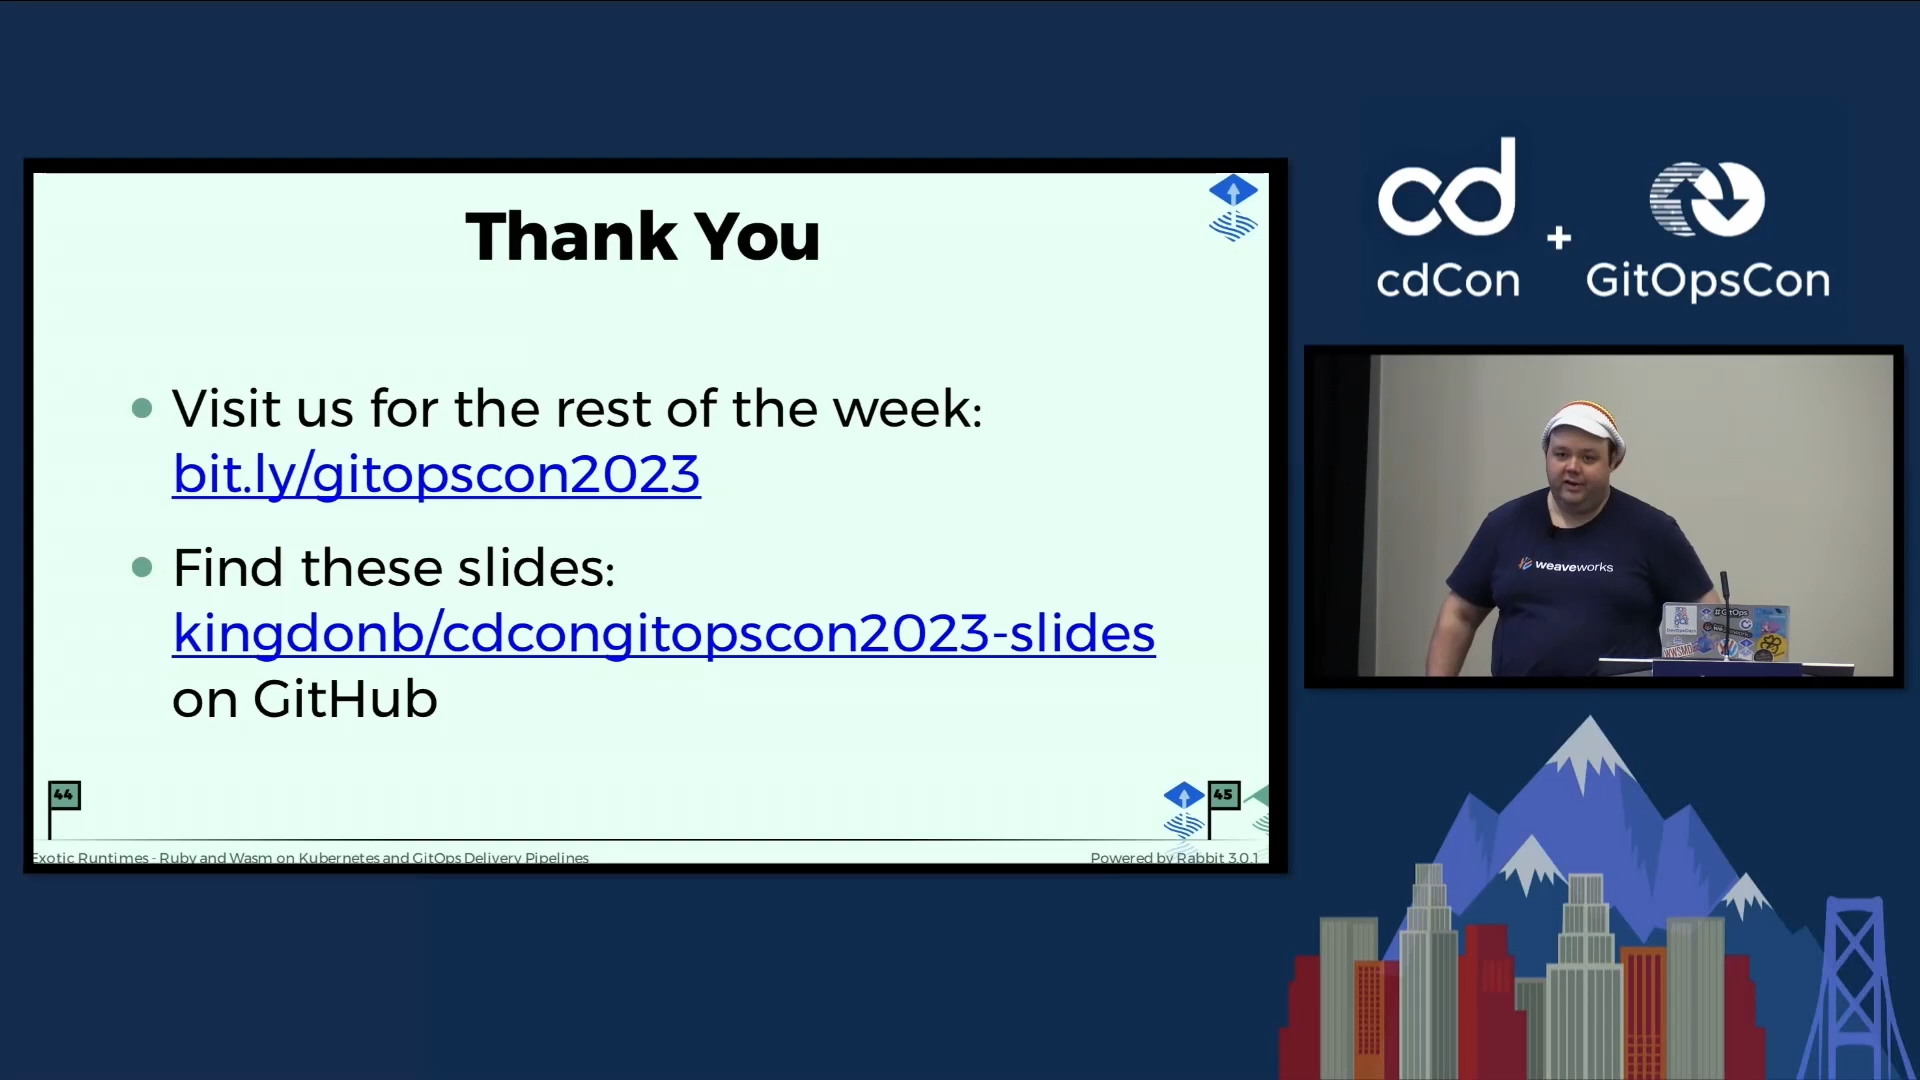 Thank You
Visit us for the rest of the week:
bit.ly/gitopscon2023
Find these slides:
kingdonb/cdcongitopscon2023-slides
on GitHub
44
45
Exotic Runtimes - Ruby and Wasm on Kubernetes and GitOps Delivery Pipelines
Powered by Rabbit 3.0.1
cd
+
cdCon
GitOpsCon
weaveworks
#GitOps